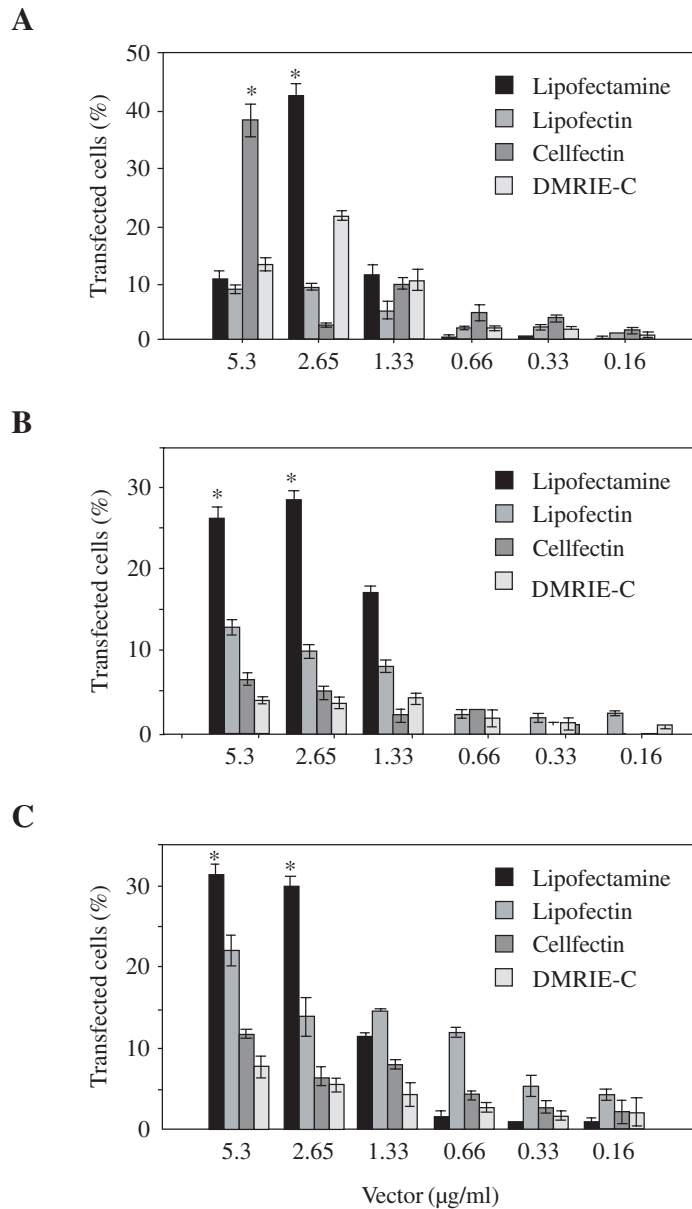 A
Transfected cells (%)
50
40
30
20
10
0
*
*
Lipofectamine
Lipofectin
Cellfectin
DMRIE-C
5.3 2.65 1.33 0.66 0.33 0.16
B
Transfected cells (%)
30
20
10
0
*
*
Lipofectamine
Lipofectin
Cellfectin
DMRIE-C
5.3 2.65 1.33 0.66 0.33 0.16
C
Transfected cells (%)
30
20
10
0
*
*
Lipofectamine
Lipofectin
Cellfectin
DMRIE-C
5.3 2.65 1.33 0.66 0.33 0.16
Vector (µg/ml)